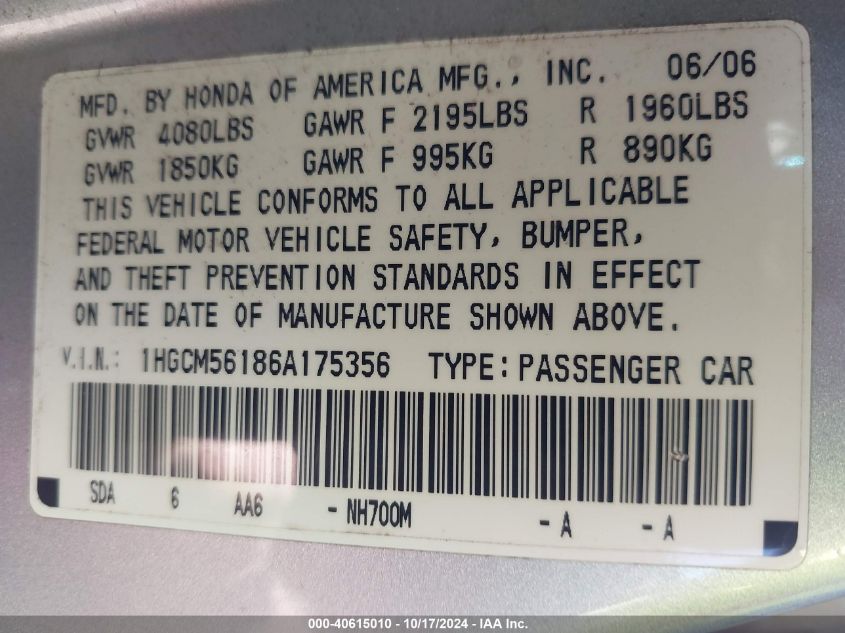 MFD. BY HONDA OF AMERICA MFG., INC. 06/06
GVWR 4080LBS GAWR F 2195LBS R 1960LBS
GVWR 1850KG GAWR F 995KG R 890KG
THIS VEHICLE CONFORMS TO ALL APPLICABLE
FEDERAL MOTOR VEHICLE SAFETY, BUMPER,
AND THEFT PREVENTION STANDARDS IN EFFECT
ON THE DATE OF MANUFACTURE SHOWN ABOVE.
V.I.N.: 1HGCM56186A175356 TYPE: PASSENGER CAR
SDA 6 AA6 - NH700M - A - A
000-40615010 - 10/17/2024 - IAA Inc.